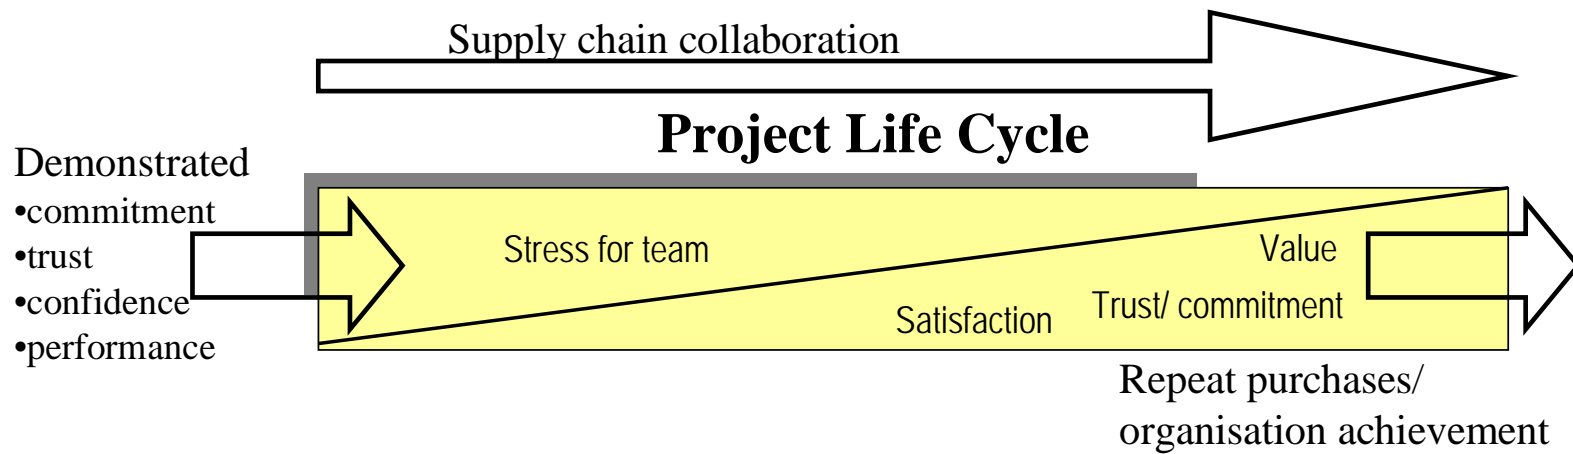 Supply chain collaboration
Project Life Cycle
Demonstrated
•commitment
•trust
•confidence
•performance
Stress for team
Value
Satisfaction
Trust/ commitment
Repeat purchases/
organisation achievement